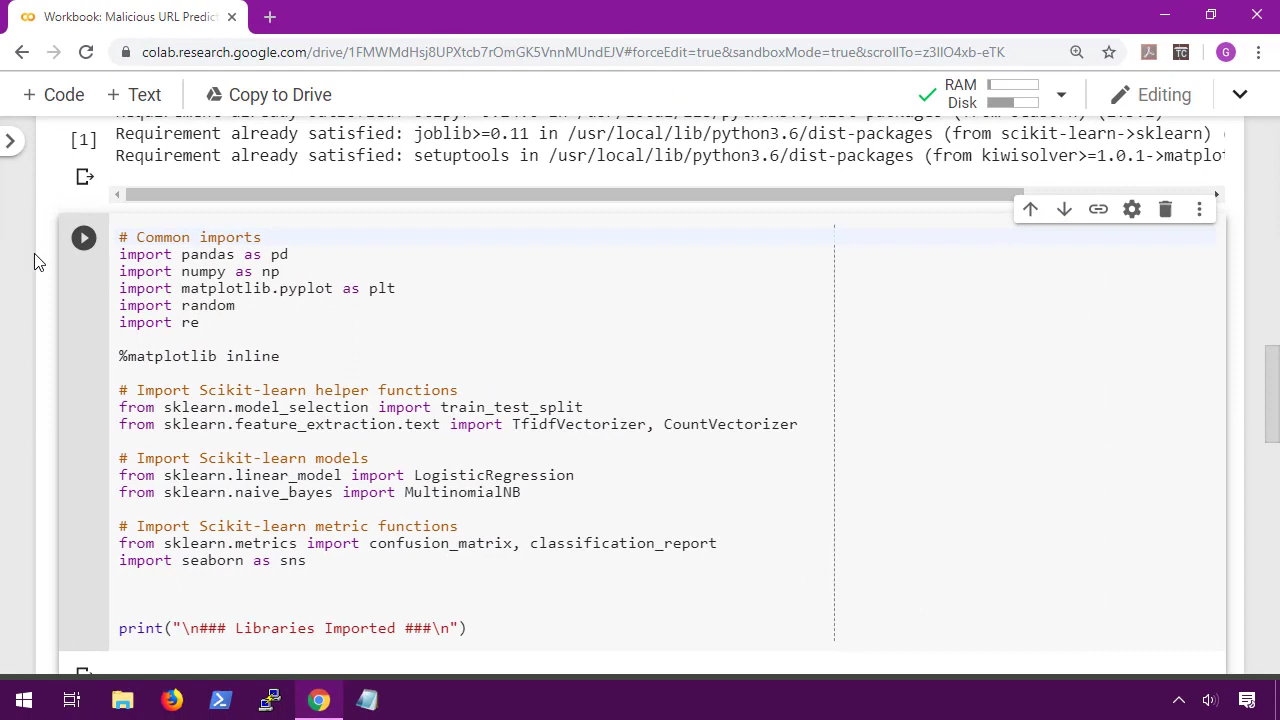 Workbook: Malicious URL Predict
colab.research.google.com/drive/1FMWMdHsj8UPXtcb7rOmGK5VnnMUndEJV#forceEdit=true&sandboxMode=true&scrollTo=z3lIO4xb-eTK
TC
G
+ Code + Text Copy to Drive RAM Disk Editing
[1]
Requirement already satisfied: joblib>=0.11 in /usr/local/lib/python3.6/dist-packages (from scikit-learn->sklearn) (
Requirement already satisfied: setuptools in /usr/local/lib/python3.6/dist-packages (from kiwisolver>=1.0.1->matplot
# Common imports
import pandas as pd
import numpy as np
import matplotlib.pyplot as plt
import random
import re
%matplotlib inline
# Import Scikit-learn helper functions
from sklearn.model_selection import train_test_split
from sklearn.feature_extraction.text import TfidfVectorizer, CountVectorizer
# Import Scikit-learn models
from sklearn.linear_model import LogisticRegression
from sklearn.naive_bayes import MultinomialNB
# Import Scikit-learn metric functions
from sklearn.metrics import confusion_matrix, classification_report
import seaborn as sns
print("\n### Libraries Imported ###\n")